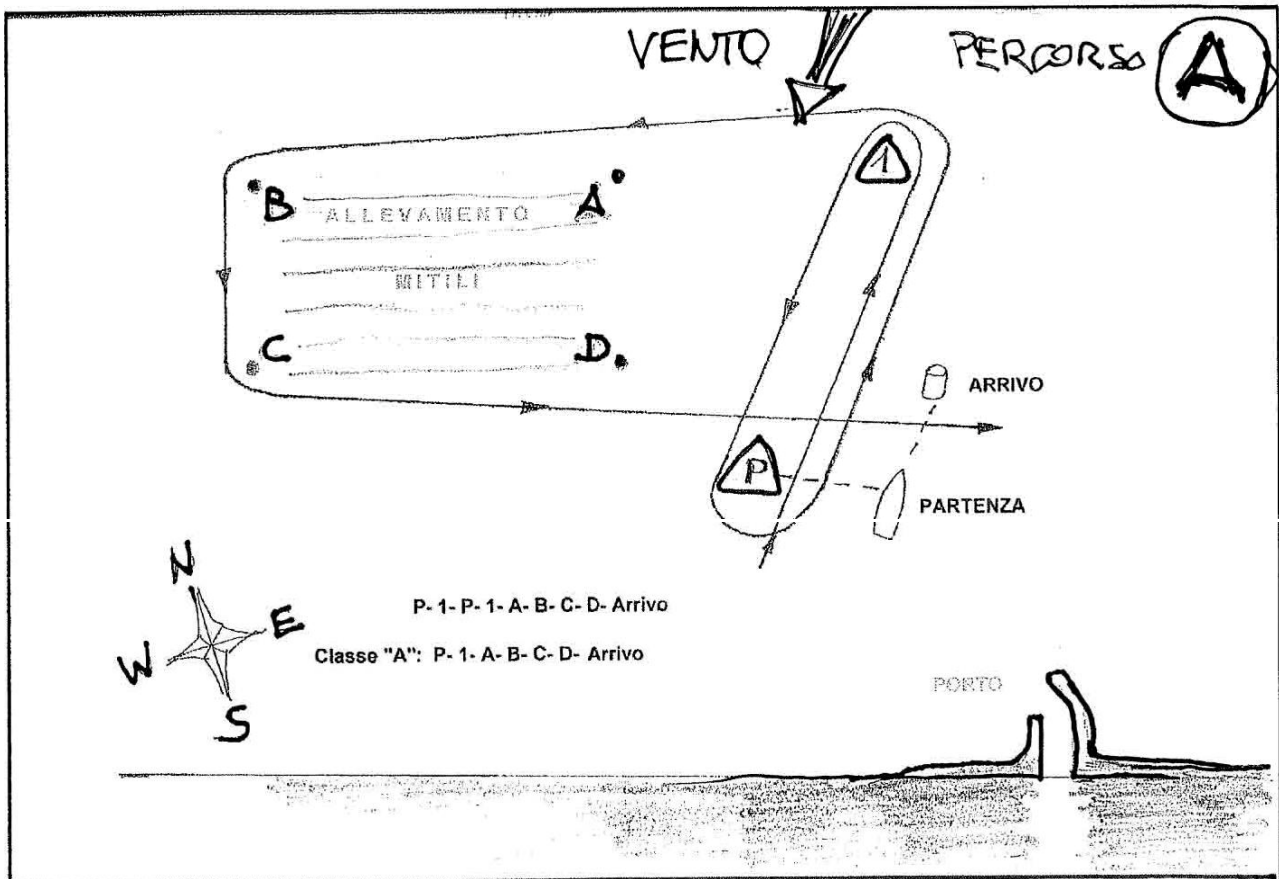 VENTO
PERCORSO A
1
B
A
ALLEVAMENTO
MITILI
C
D
ARRIVO
P
PARTENZA
N
E
W
S
P- 1- P- 1- A- B- C- D- Arrivo
Classe "A": P- 1- A- B- C- D- Arrivo
PORTO